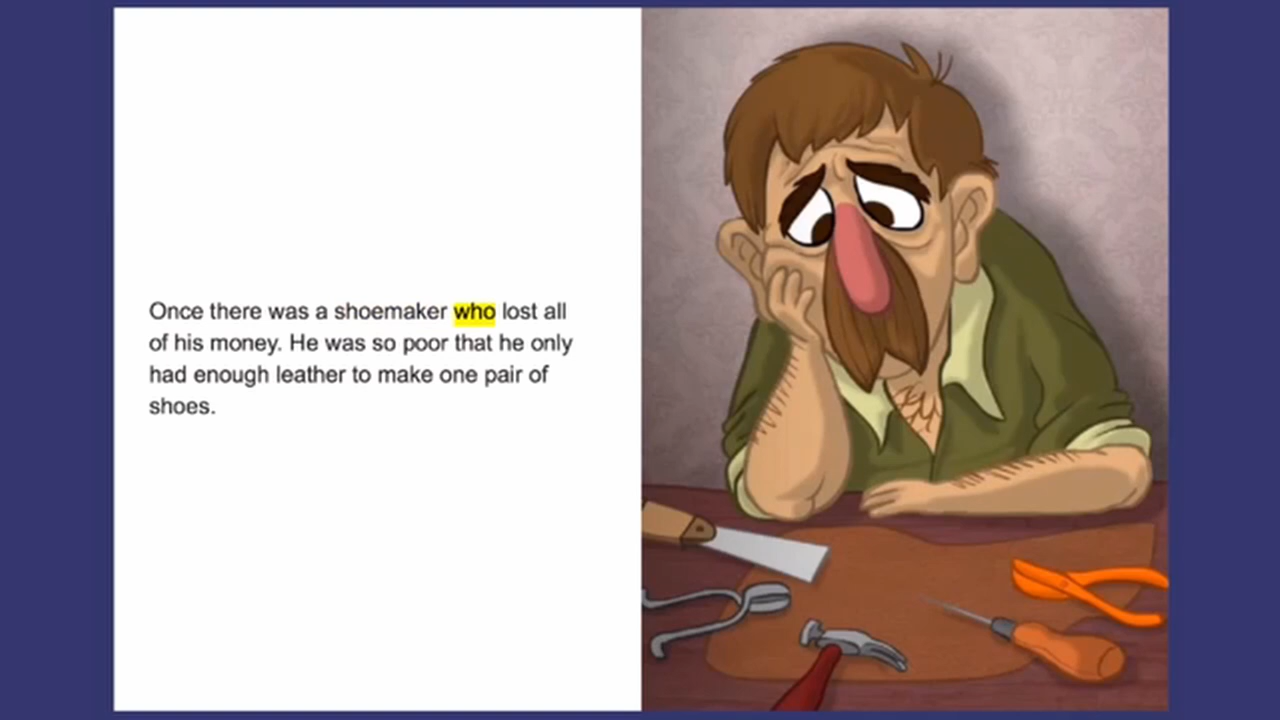 Once there was a shoemaker who lost all
of his money. He was so poor that he only
had enough leather to make one pair of
shoes.